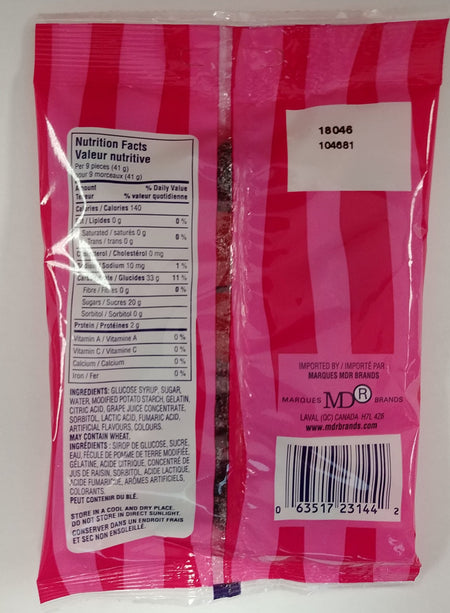 Nutrition Facts
Valeur nutritive
Per 9 pieces (41 g)
9 morceaux (41 g)
Amount % Daily Value
Teneur % valeur quotidienne
Calories / Calories 140
/ Lipides 0 g 0 %
Saturated / saturés 0 g
Trans / trans 0 g 0 %
/ Cholestérol 0 mg
/ Sodium 10 mg 1 %
/ Glucides 33 g 11 %
Fibre / Fibres 0 g 0 %
Sugars / Sucres 20 g
Sorbitol / Sorbitol 0 g
Protein / Protéines 2 g
Vitamin A / Vitamine A 0 %
Vitamin C / Vitamine C 0 %
Calcium / Calcium 0 %
Iron / Fer 0 %
INGREDIENTS: GLUCOSE SYRUP, SUGAR,
WATER, MODIFIED POTATO STARCH, GELATIN,
CITRIC ACID, GRAPE JUICE CONCENTRATE,
SORBITOL, LACTIC ACID, FUMARIC ACID,
ARTIFICIAL FLAVOURS, COLOURS.
MAY CONTAIN WHEAT.
INGRÉDIENTS : SIROP DE GLUCOSE, SUCRE,
EAU, FÉCULE DE POMME DE TERRE MODIFIÉE,
GÉLATINE, ACIDE CITRIQUE, CONCENTRÉ DE
JUS DE RAISIN, SORBITOL, ACIDE LACTIQUE,
ACIDE FUMARIQUE, ARÔMES ARTIFICIELS,
COLORANTS.
PEUT CONTENIR DU BLÉ.
STORE IN A COOL AND DRY PLACE.
DO NOT STORE IN DIRECT SUNLIGHT.
CONSERVER DANS UN ENDROIT FRAIS
ET SEC NON ENSOLEILLÉ.
18046
104681
IMPORTED BY / IMPORTÉ PAR :
MARQUES MDR BRANDS
MARQUES MDR BRANDS
LAVAL (QC) CANADA H7L 4Z6
www.mdrbrands.com
0 63517 23144 2